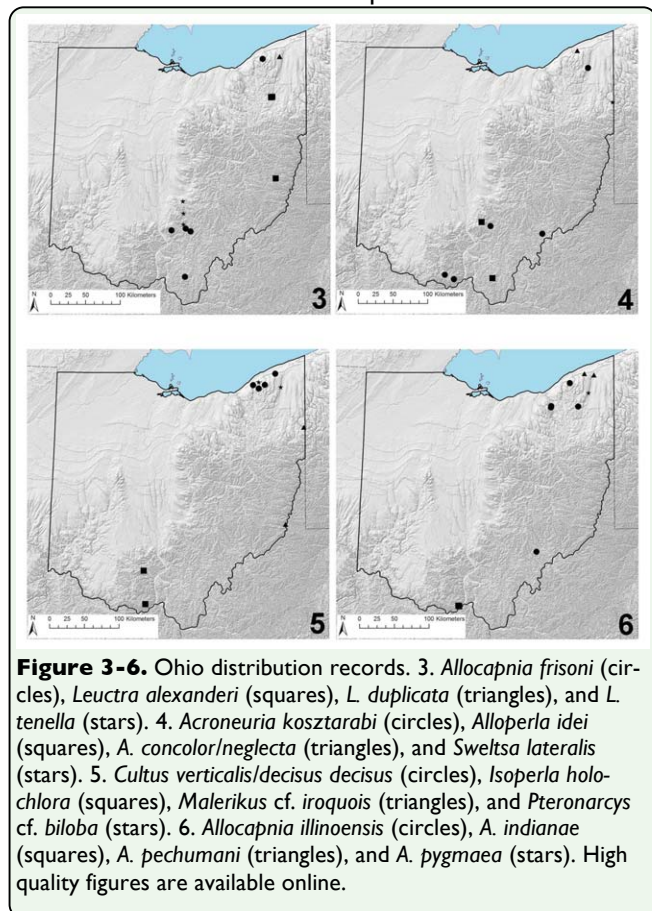 3
N
0 25 50 100 Kilometers
4
N
0 25 50 100 Kilometers
5
N
0 25 50 100 Kilometers
6
N
0 25 50 100 Kilometers
Figure 3-6. Ohio distribution records. 3. Allocapnia frisoni (cir-
cles), Leuctra alexanderi (squares), L. duplicata (triangles), and L.
tenella (stars). 4. Acroneuria kosztarabi (circles), Alloperla idei
(squares), A. concolor/neglecta (triangles), and Sweltsa lateralis
(stars). 5. Cultus verticalis/decisus decisus (circles), Isoperla holo-
chlora (squares), Malerikus cf. iroquois (triangles), and Pteronarcys
cf. biloba (stars). 6. Allocapnia illinoensis (circles), A. indianae
(squares), A. pechumani (triangles), and A. pygmaea (stars). High
quality figures are available online.